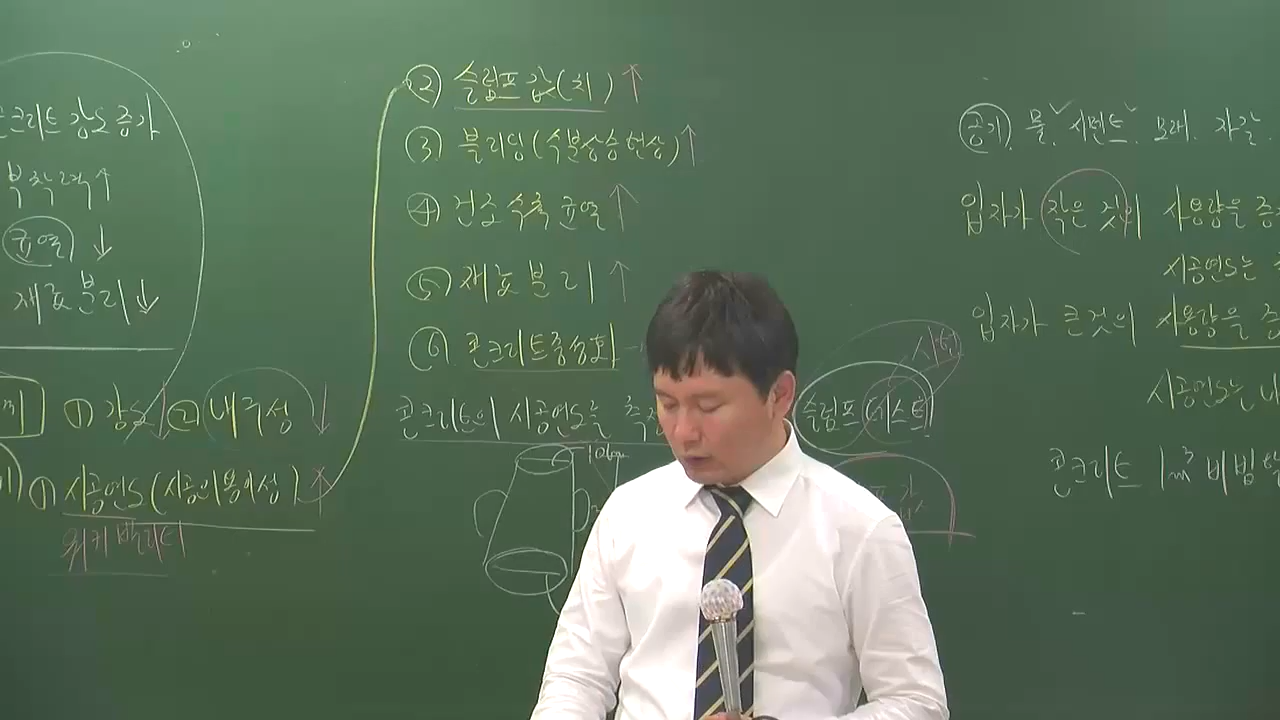 콘크리트 강도 증가
부착력↑
균열 ↓
재료분리↓
① 강도↓ ② 내구성 ↓
① 시공연도(시공의용이성) ↑
워커빌리티
② 슬럼프 값(치)↑
③ 블리딩(수분상승현상)↑
④ 건조수축 균열↑
⑤ 재료분리↑
⑥ 콘크리트중성화
콘크리트의 시공연도는
슬럼프 테스트
시험
10cm
공기. 물. 시멘트. 모래. 자갈.
입자가 작은 것이 사용량을
시공연도는
입자가 큰것의 사용량을
시공연도는
콘크리트 1m³ 비빔